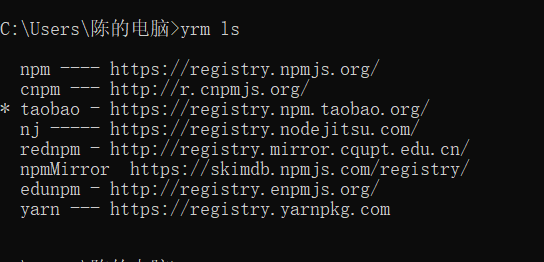 C:\Users\陈的电脑>yrm ls
npm ---- https://registry.npmjs.org/
cnpm --- http://r.cnpmjs.org/
* taobao - https://registry.npm.taobao.org/
nj ----- https://registry.nodejitsu.com/
rednpm - http://registry.mirror.cqupt.edu.cn/
npmMirror  https://skimdb.npmjs.com/registry/
edunpm - http://registry.enpmjs.org/
yarn --- https://registry.yarnpkg.com